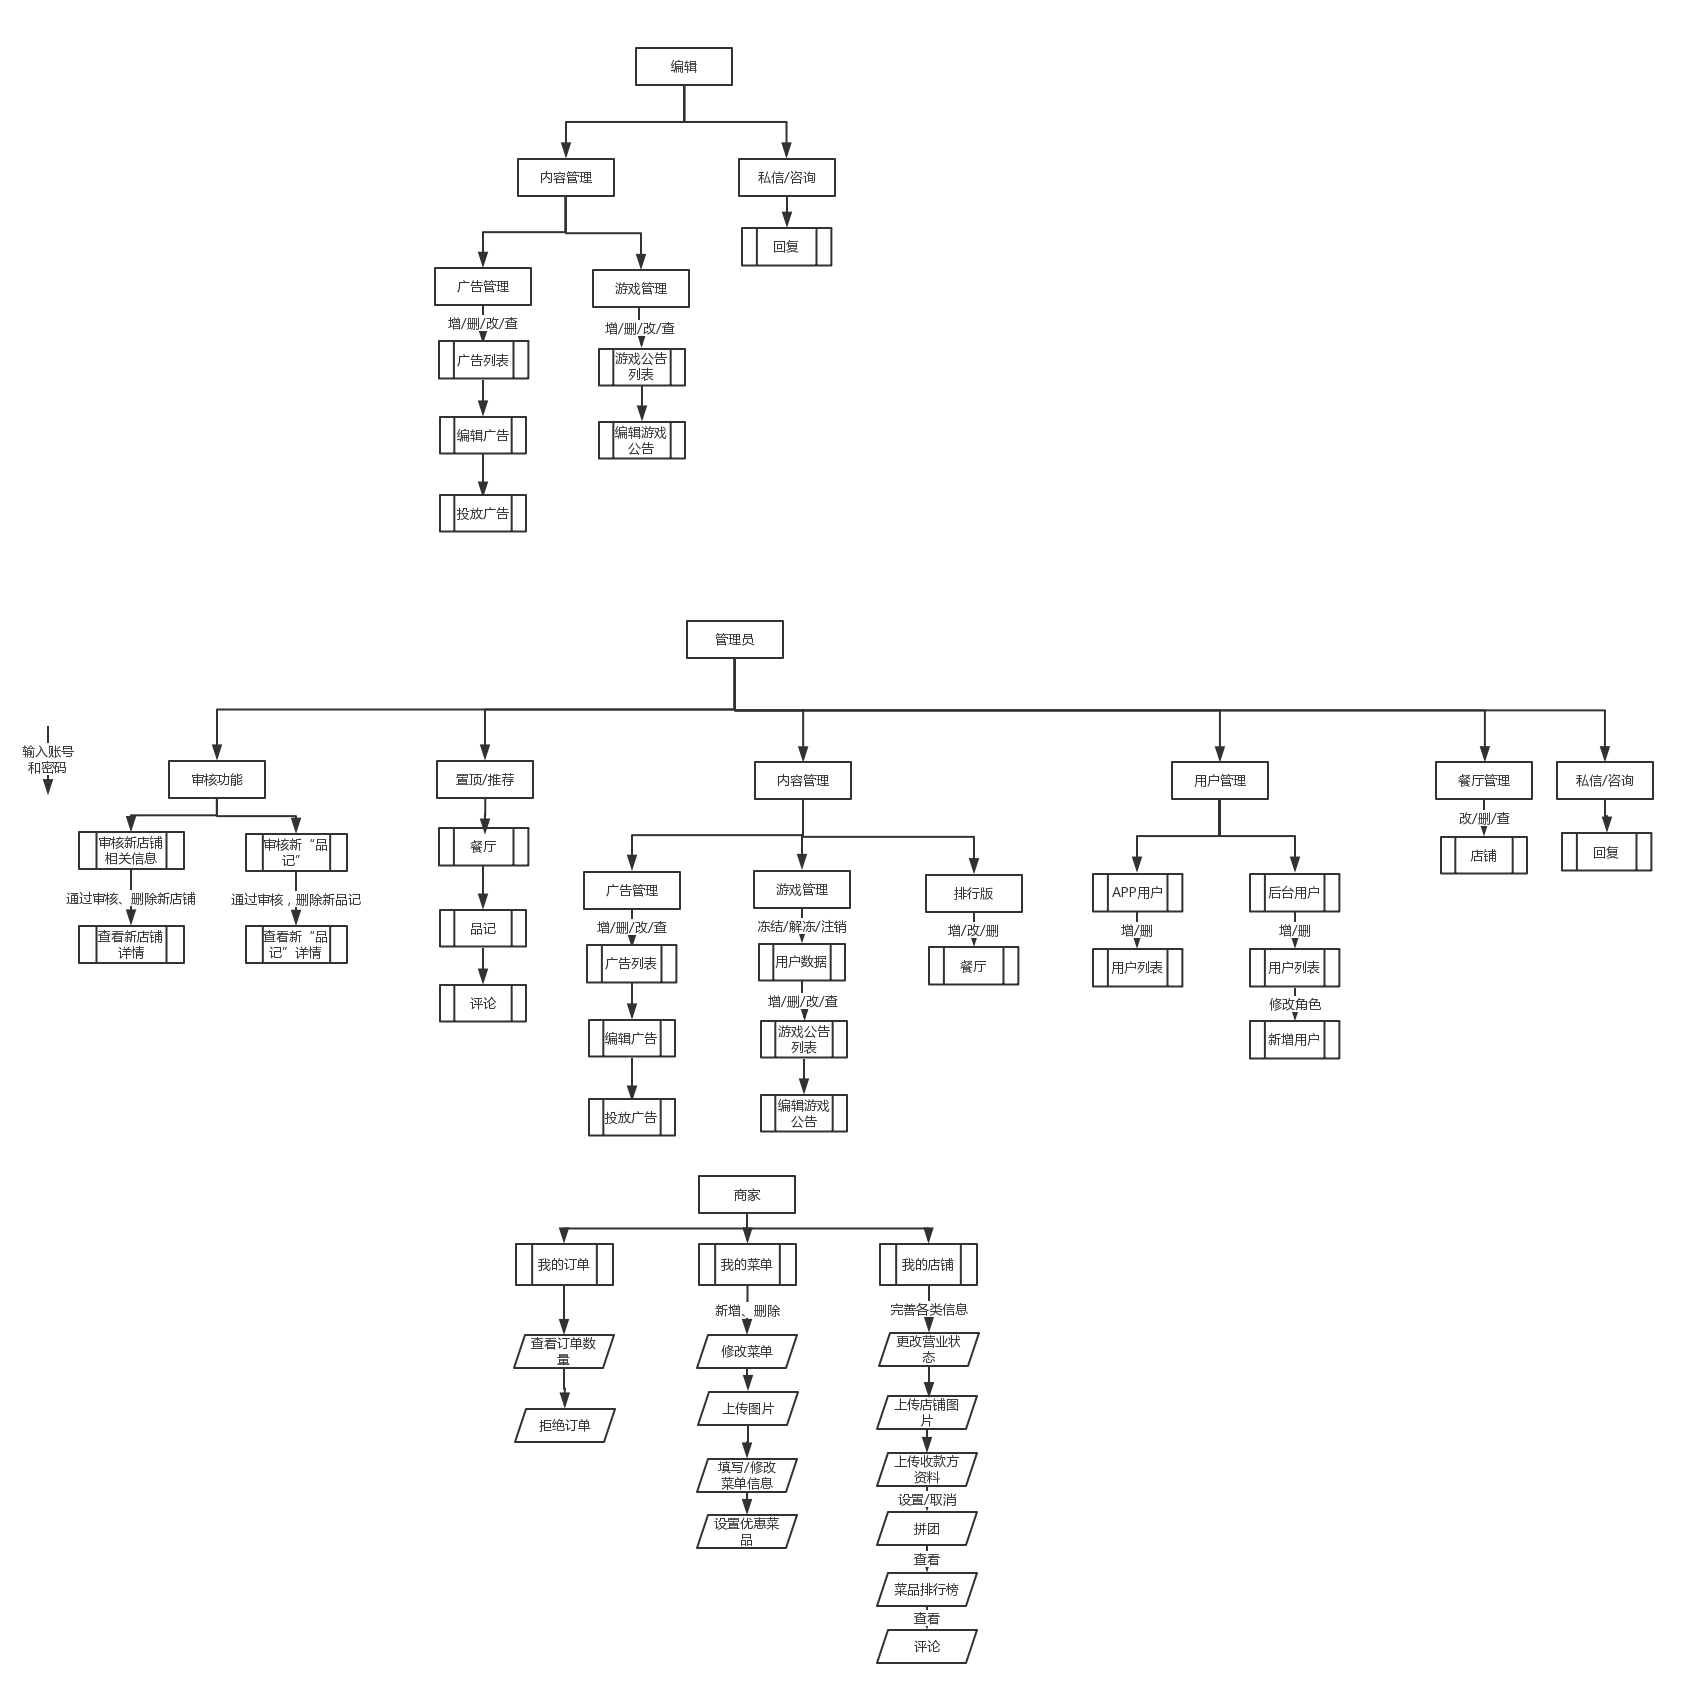 编辑
内容管理
私信/咨询
回复
广告管理
游戏管理
增/删/改/查
增/删/改/查
广告列表
游戏公告
列表
编辑广告
编辑游戏
公告
投放广告
管理员
输入账号
和密码
审核功能
置顶/推荐
内容管理
用户管理
餐厅管理
私信/咨询
审核新店铺
相关信息
审核新“品
记”
通过审核、删除新店铺
通过审核，删除新品记
查看新店铺
详情
查看新“品
记”详情
餐厅
品记
评论
广告管理
游戏管理
排行版
增/删/改/查
冻结/解冻/注销
增/改/删
广告列表
用户数据
餐厅
增/删/改/查
编辑广告
游戏公告
列表
投放广告
编辑游戏
公告
APP用户
后台用户
增/删
增/删
用户列表
用户列表
修改角色
新增用户
改/删/查
店铺
回复
商家
我的订单
我的菜单
我的店铺
查看订单数
量
拒绝订单
新增、删除
修改菜单
上传图片
填写/修改
菜单信息
设置优惠菜
品
完善各类信息
更改营业状
态
上传店铺图
片
上传收款方
资料
设置/取消
拼团
查看
菜品排行榜
查看
评论